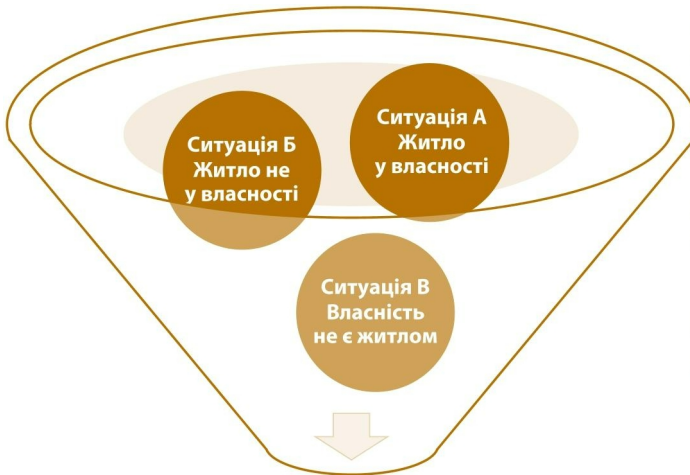 Ситуація Б
Житло не
у власності
Ситуація А
Житло
у власності
Ситуація В
Власність
не є житлом